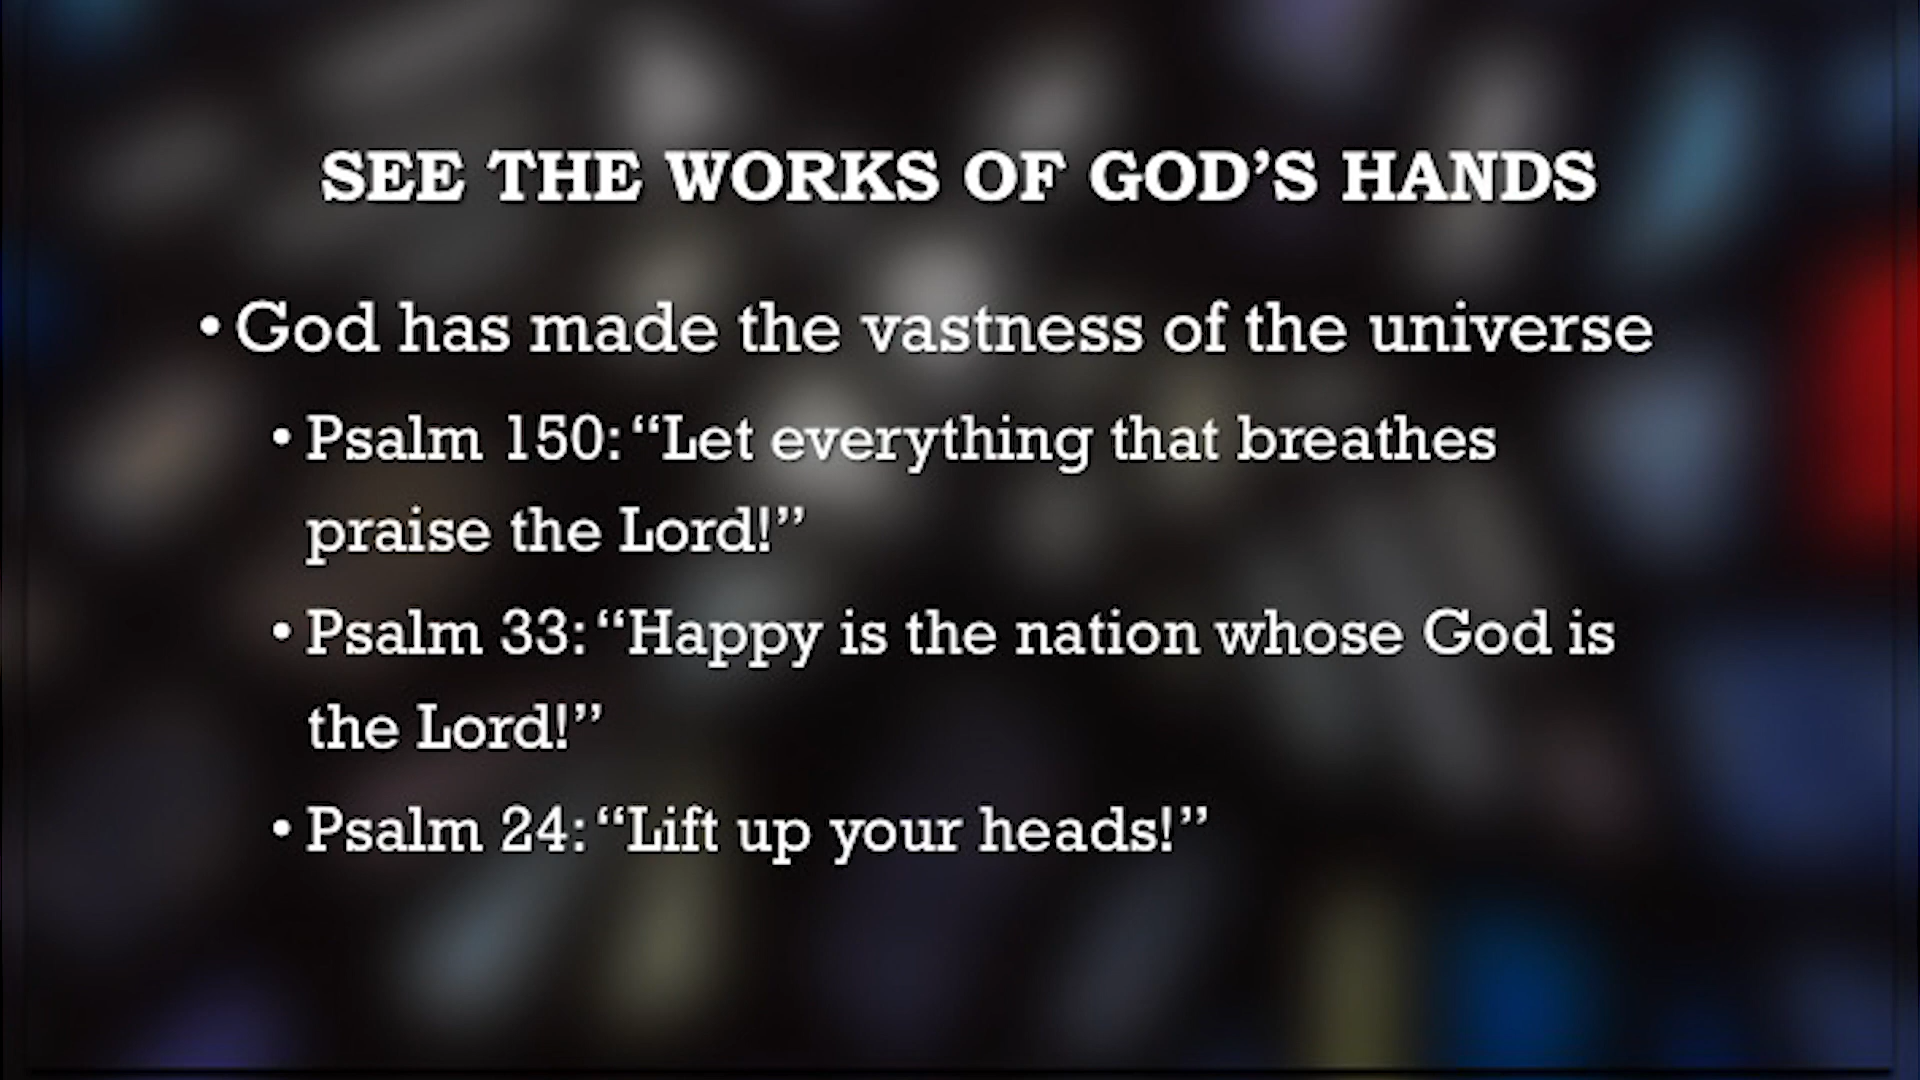 SEE THE WORKS OF GOD’S HANDS
• God has made the vastness of the universe
• Psalm 150: “Let everything that breathes
praise the Lord!”
• Psalm 33: “Happy is the nation whose God is
the Lord!”
• Psalm 24: “Lift up your heads!”